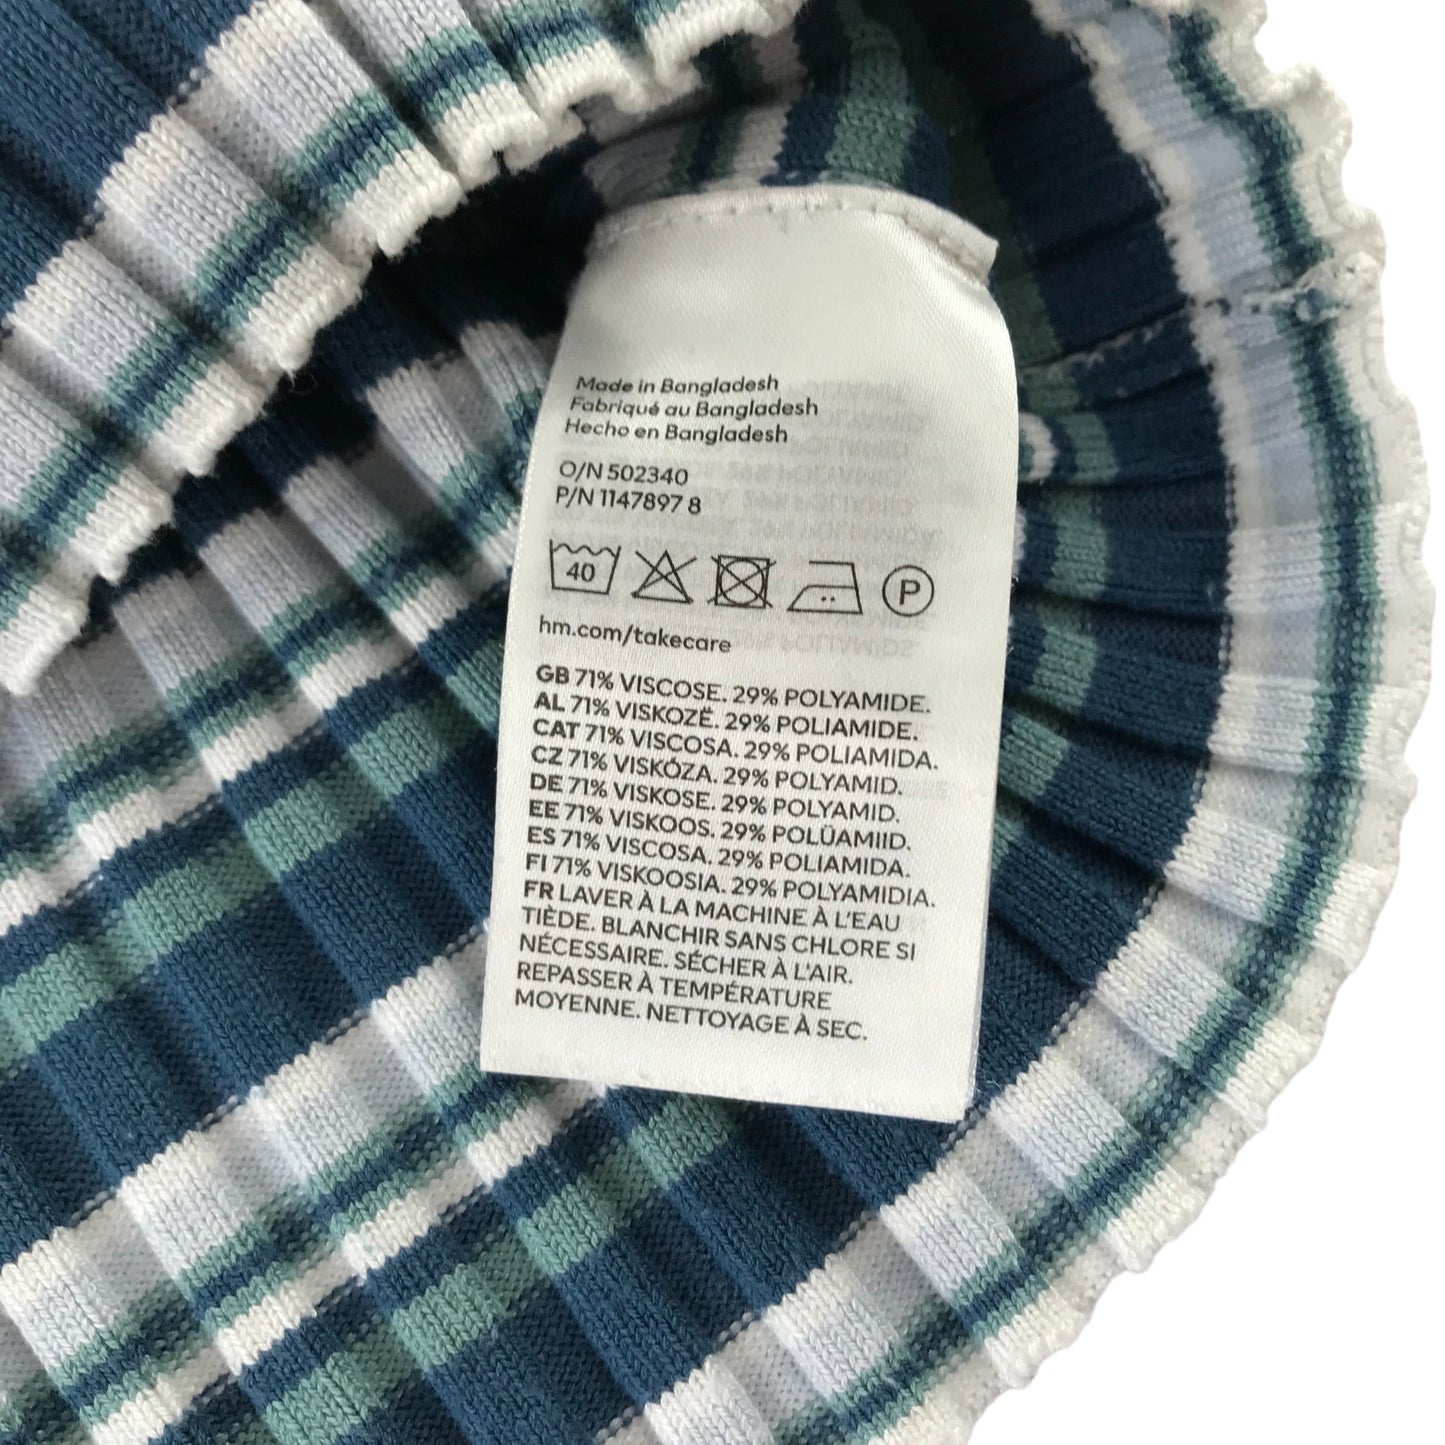 Made in Bangladesh
Fabriqué au Bangladesh
Hecho en Bangladesh
O/N 502340
P/N 1147897 8
40 P
hm.com/takecare
GB 71% VISCOSE. 29% POLYAMIDE.
AL 71% VISKOZË. 29% POLIAMIDE.
CAT 71% VISCOSA. 29% POLIAMIDA.
CZ 71% VISKÓZA. 29% POLYAMID.
DE 71% VISKOSE. 29% POLYAMID.
EE 71% VISKOOS. 29% POLÜAMIID.
ES 71% VISCOSA. 29% POLIAMIDA.
FI 71% VISKOOSIA. 29% POLYAMIDIA.
FR LAVER À LA MACHINE À L'EAU
TIÈDE. BLANCHIR SANS CHLORE SI
NÉCESSAIRE. SÉCHER À L'AIR.
REPASSER À TEMPÉRATURE
MOYENNE. NETTOYAGE À SEC.